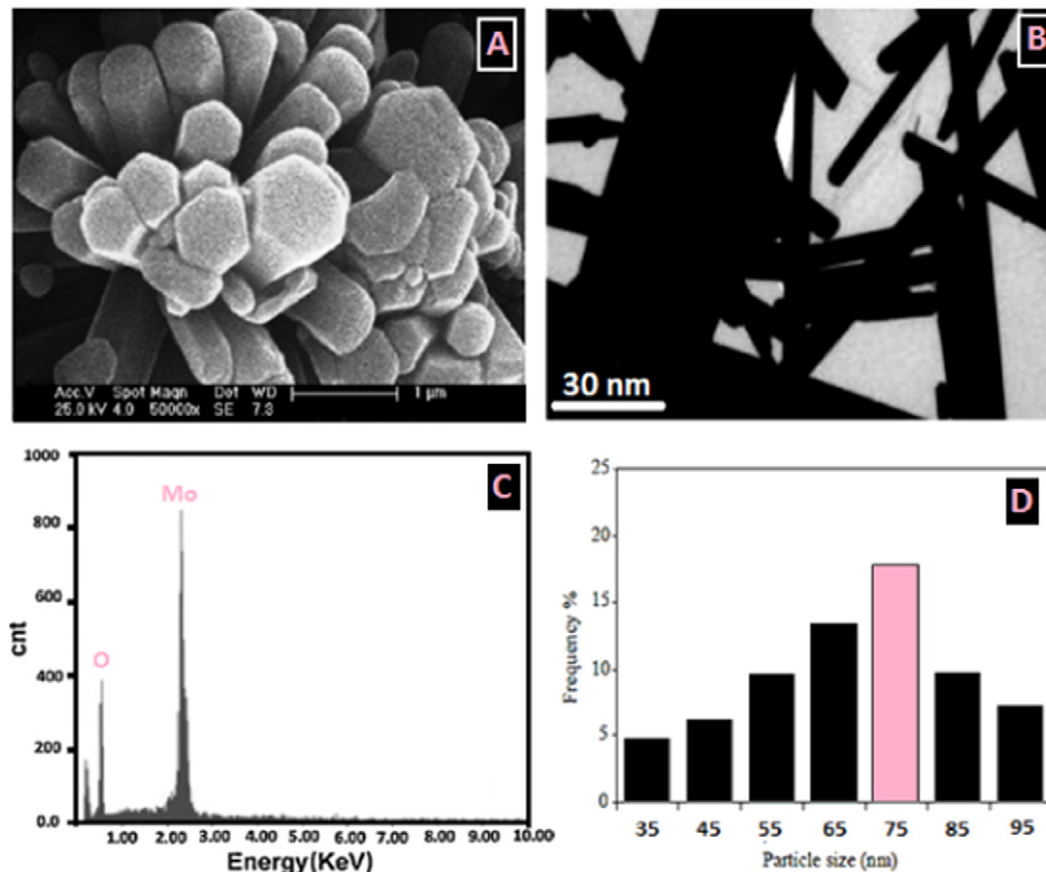 A
Acc.V Spot Magn Det WD 1 µm
25.0 kV 4.0 50000x SE 7.3
B
30 nm
C
1000
800
600
400
200
0.0
cnt
Mo
O
1.00 2.00 3.00 4.00 5.00 6.00 7.00 8.00 9.00 10.00
Energy(KeV)
D
25
20
15
10
5
0
Frequency %
35 45 55 65 75 85 95
Particle size (nm)